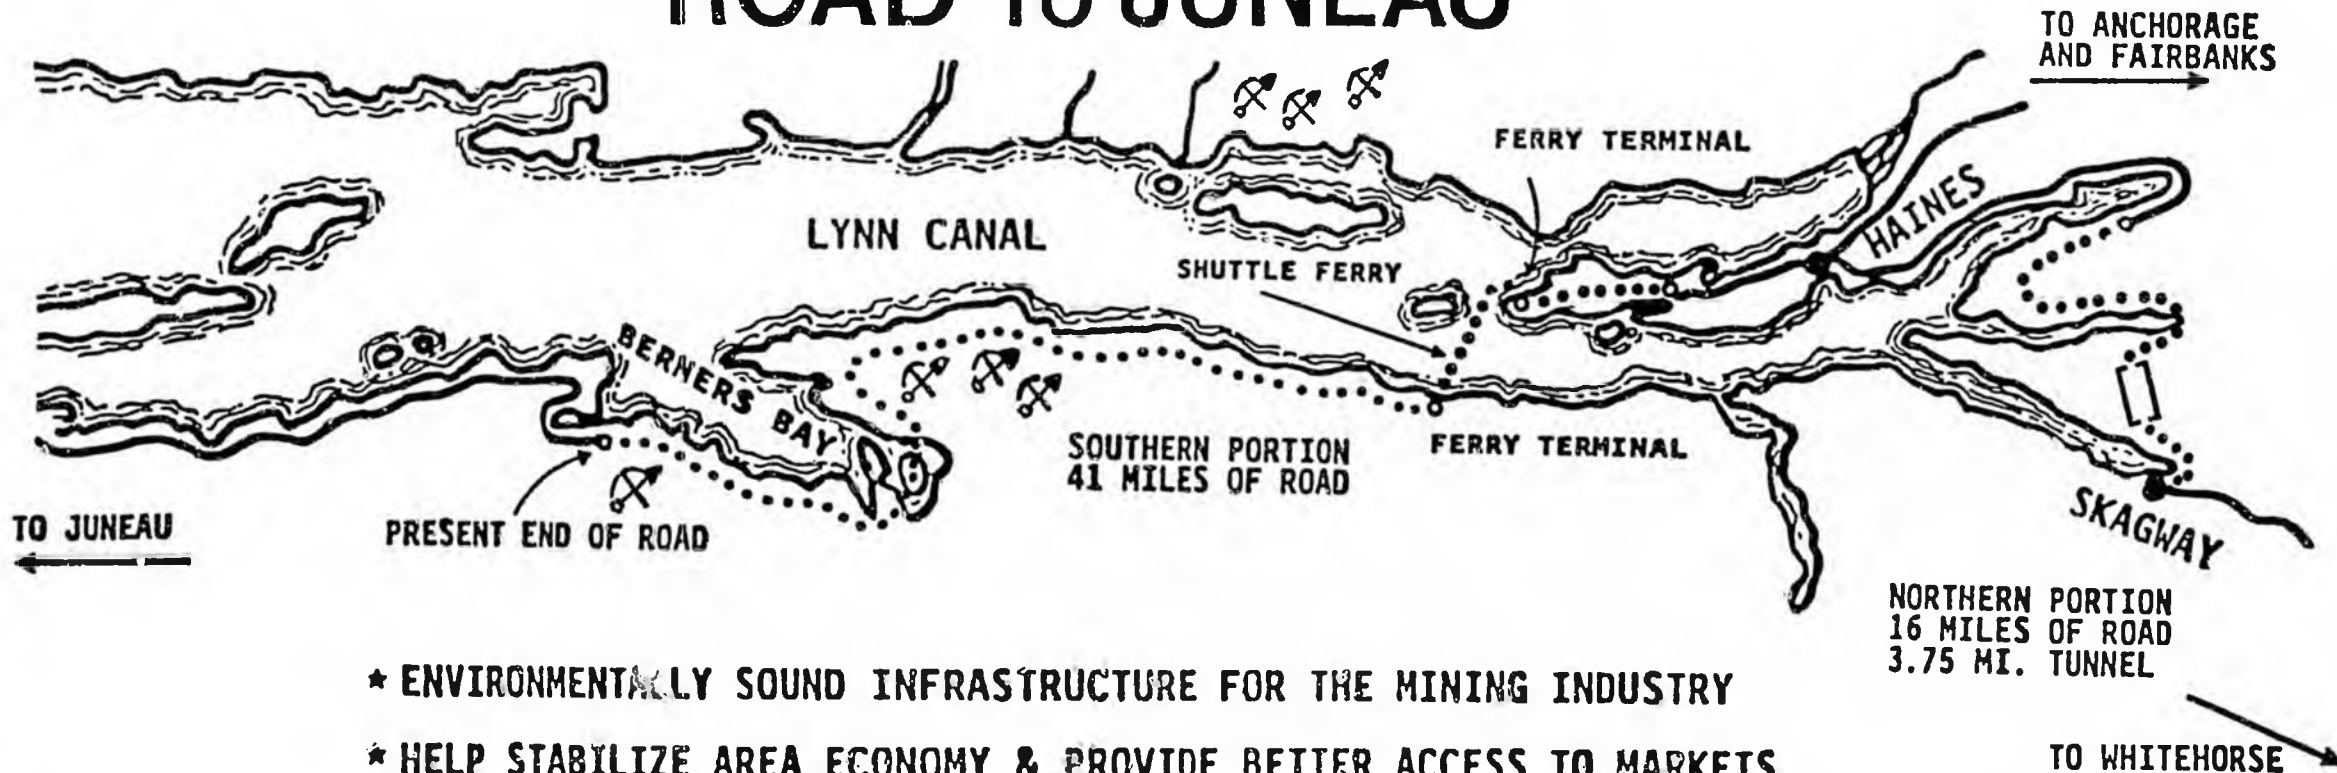 ROAD TO JUNEAU
TO ANCHORAGE
AND FAIRBANKS
FERRY TERMINAL
HAINES
LYNN CANAL
SHUTTLE FERRY
BERNERS BAY
SOUTHERN PORTION
41 MILES OF ROAD
FERRY TERMINAL
TO JUNEAU
PRESENT END OF ROAD
SKAGWAY
NORTHERN PORTION
16 MILES OF ROAD
3.75 MI. TUNNEL
* ENVIRONMENTALLY SOUND INFRASTRUCTURE FOR THE MINING INDUSTRY
* HELP STABILIZE AREA ECONOMY & PROVIDE BETTER ACCESS TO MARKETS
TO WHITEHORSE